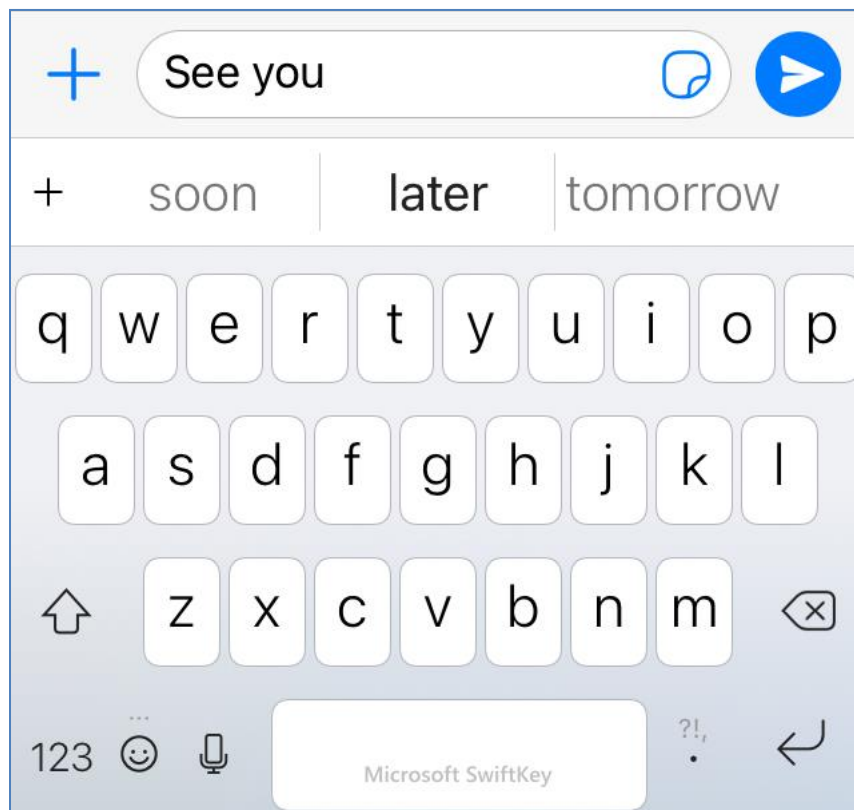 See you
+ soon later tomorrow
q w e r t y u i o p
a s d f g h j k l
z x c v b n m
...
?!,
123 .
Microsoft SwiftKey